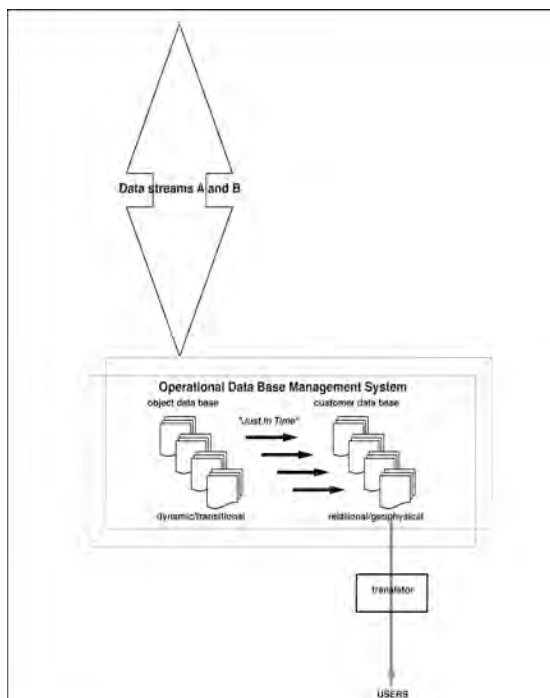 Data streams A and B
Operational Data Base Management System
object data base customer data base
"Just In Time"
dynamic/transitional relational/geophysical
translator
USERS